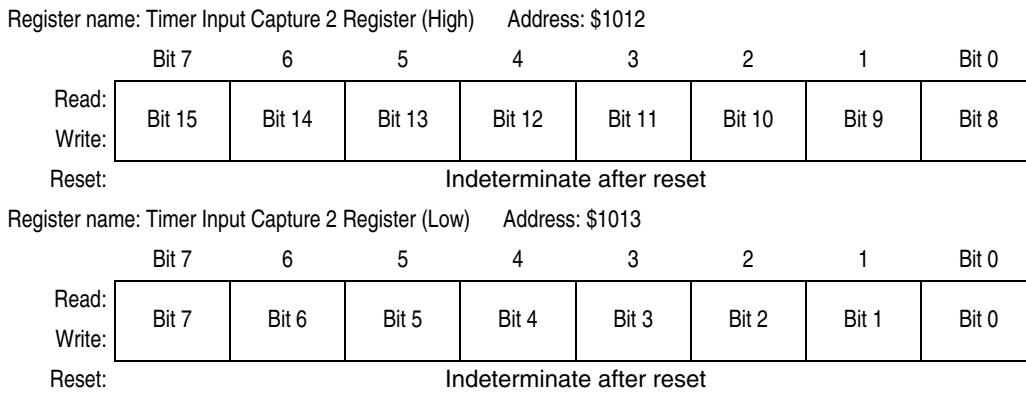 Register name: Timer Input Capture 2 Register (High) Address: $1012
Bit 7 6 5 4 3 2 1 Bit 0
Read:
Bit 15 Bit 14 Bit 13 Bit 12 Bit 11 Bit 10 Bit 9 Bit 8
Write:
Reset: Indeterminate after reset
Register name: Timer Input Capture 2 Register (Low) Address: $1013
Bit 7 6 5 4 3 2 1 Bit 0
Read:
Bit 7 Bit 6 Bit 5 Bit 4 Bit 3 Bit 2 Bit 1 Bit 0
Write:
Reset: Indeterminate after reset